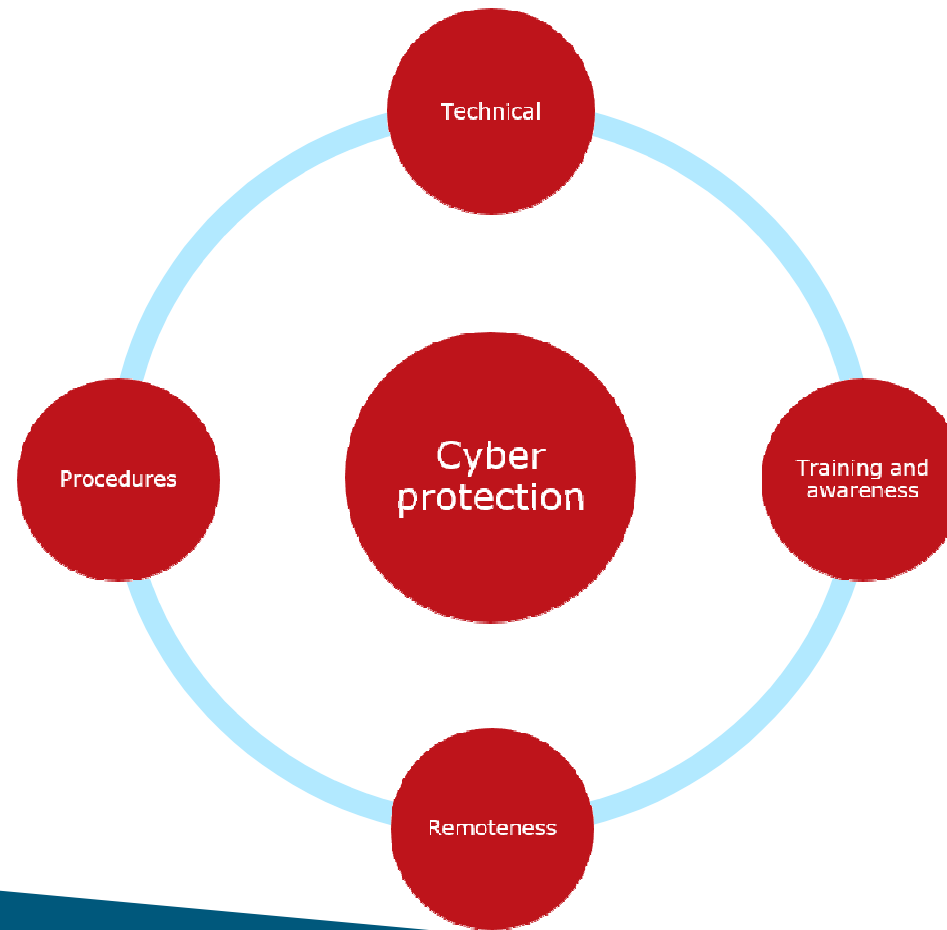 Technical
Cyber
protection
Procedures
Training and
awareness
Remoteness